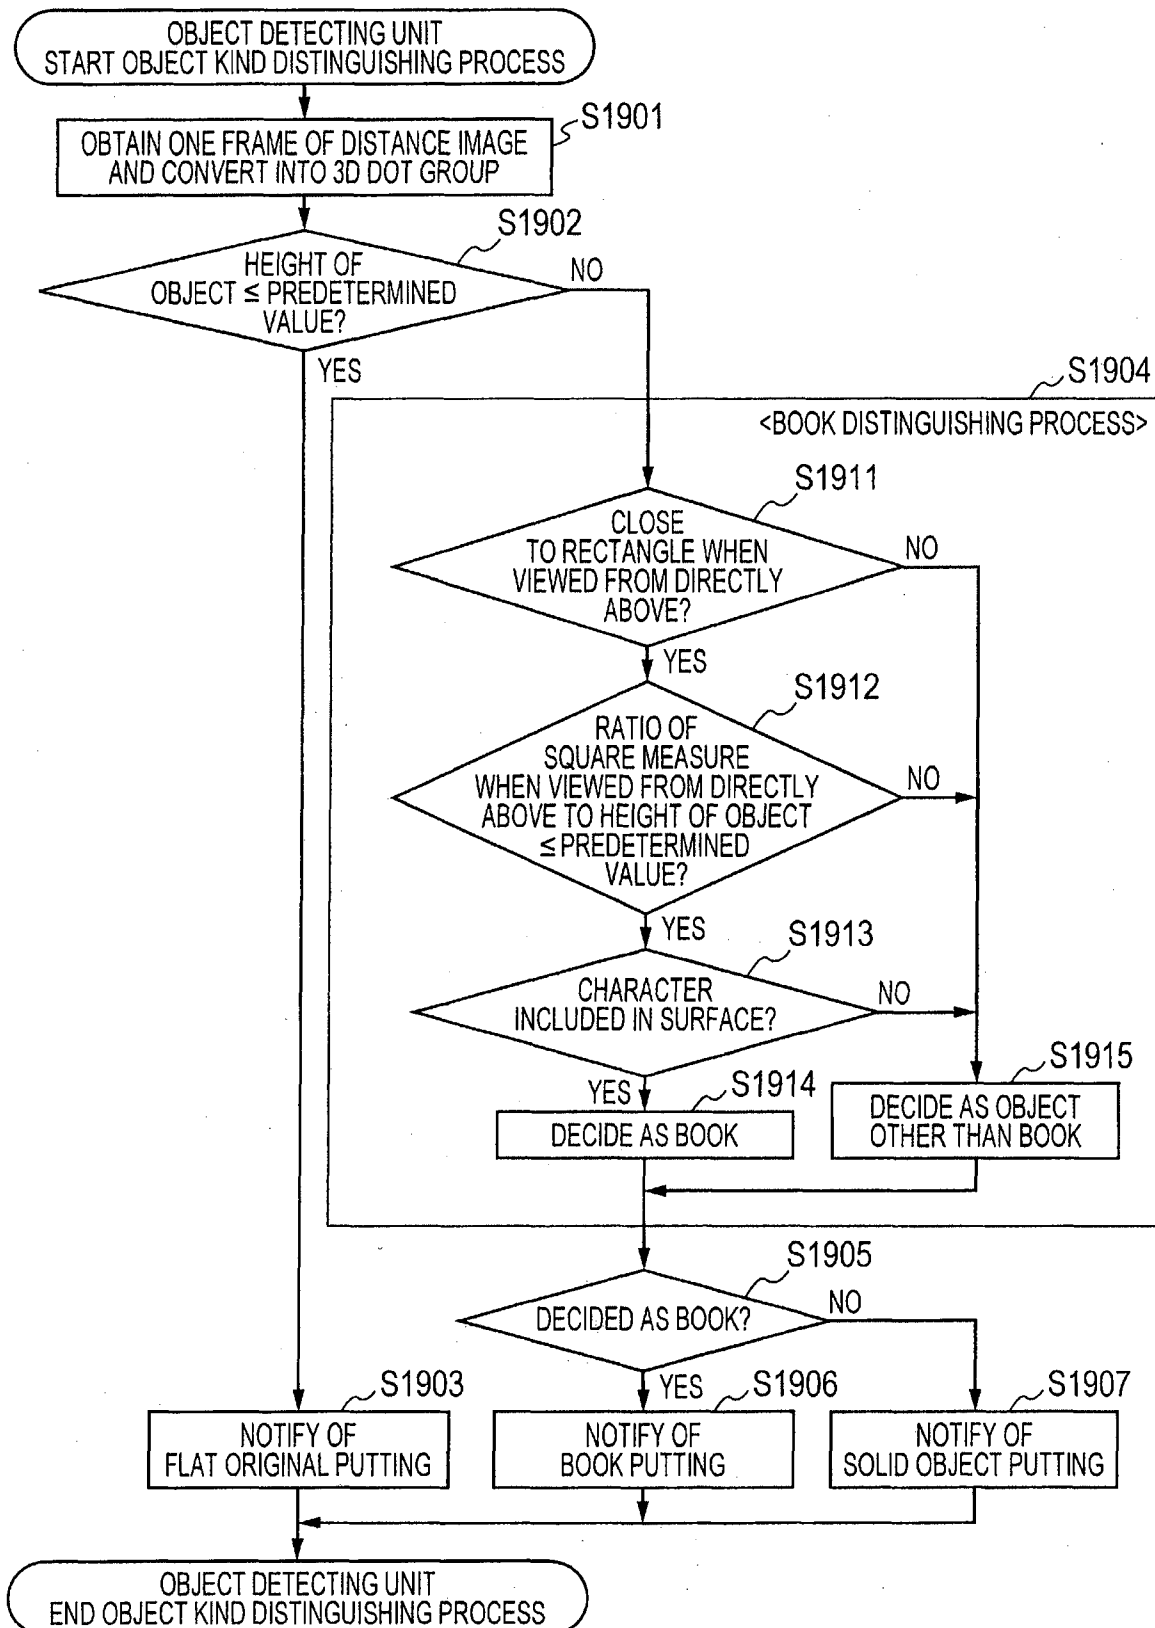 OBJECT DETECTING UNIT
START OBJECT KIND DISTINGUISHING PROCESS
S1901
OBTAIN ONE FRAME OF DISTANCE IMAGE
AND CONVERT INTO 3D DOT GROUP
S1902
HEIGHT OF
OBJECT ≤ PREDETERMINED
VALUE?
NO
YES
S1904
<BOOK DISTINGUISHING PROCESS>
S1911
CLOSE
TO RECTANGLE WHEN
VIEWED FROM DIRECTLY
ABOVE?
NO
YES
S1912
RATIO OF
SQUARE MEASURE
WHEN VIEWED FROM DIRECTLY
ABOVE TO HEIGHT OF OBJECT
≤ PREDETERMINED
VALUE?
NO
YES
S1913
CHARACTER
INCLUDED IN SURFACE?
NO
YES
S1914
DECIDE AS BOOK
S1915
DECIDE AS OBJECT
OTHER THAN BOOK
S1905
DECIDED AS BOOK?
NO
YES
S1903
NOTIFY OF
FLAT ORIGINAL PUTTING
S1906
NOTIFY OF
BOOK PUTTING
S1907
NOTIFY OF
SOLID OBJECT PUTTING
OBJECT DETECTING UNIT
END OBJECT KIND DISTINGUISHING PROCESS